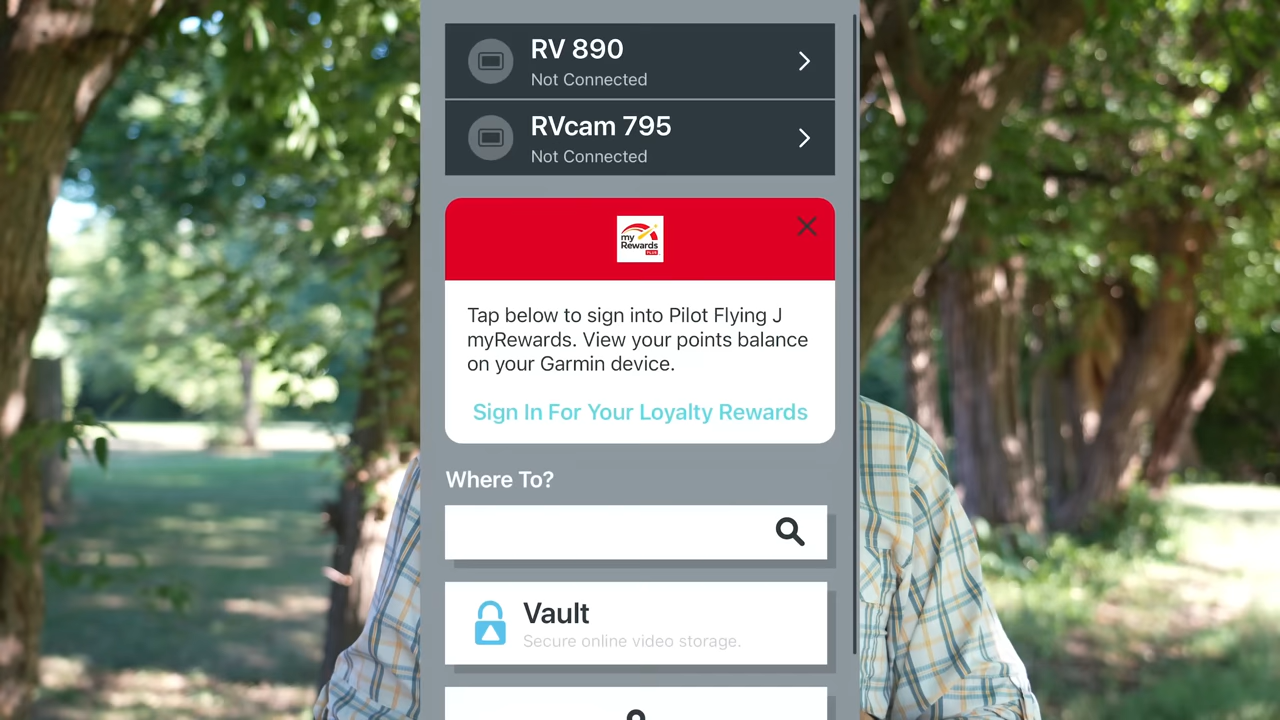 RV 890
Not Connected
RVcam 795
Not Connected
my
Rewards
PLUS
Tap below to sign into Pilot Flying J
myRewards. View your points balance
on your Garmin device.
Sign In For Your Loyalty Rewards
Where To?
Vault
Secure online video storage.